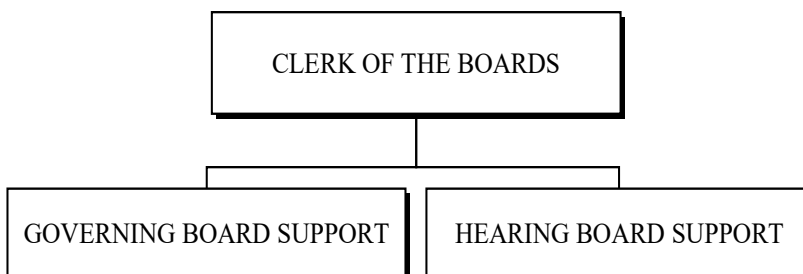 CLERK OF THE BOARDS
GOVERNING BOARD SUPPORT
HEARING BOARD SUPPORT